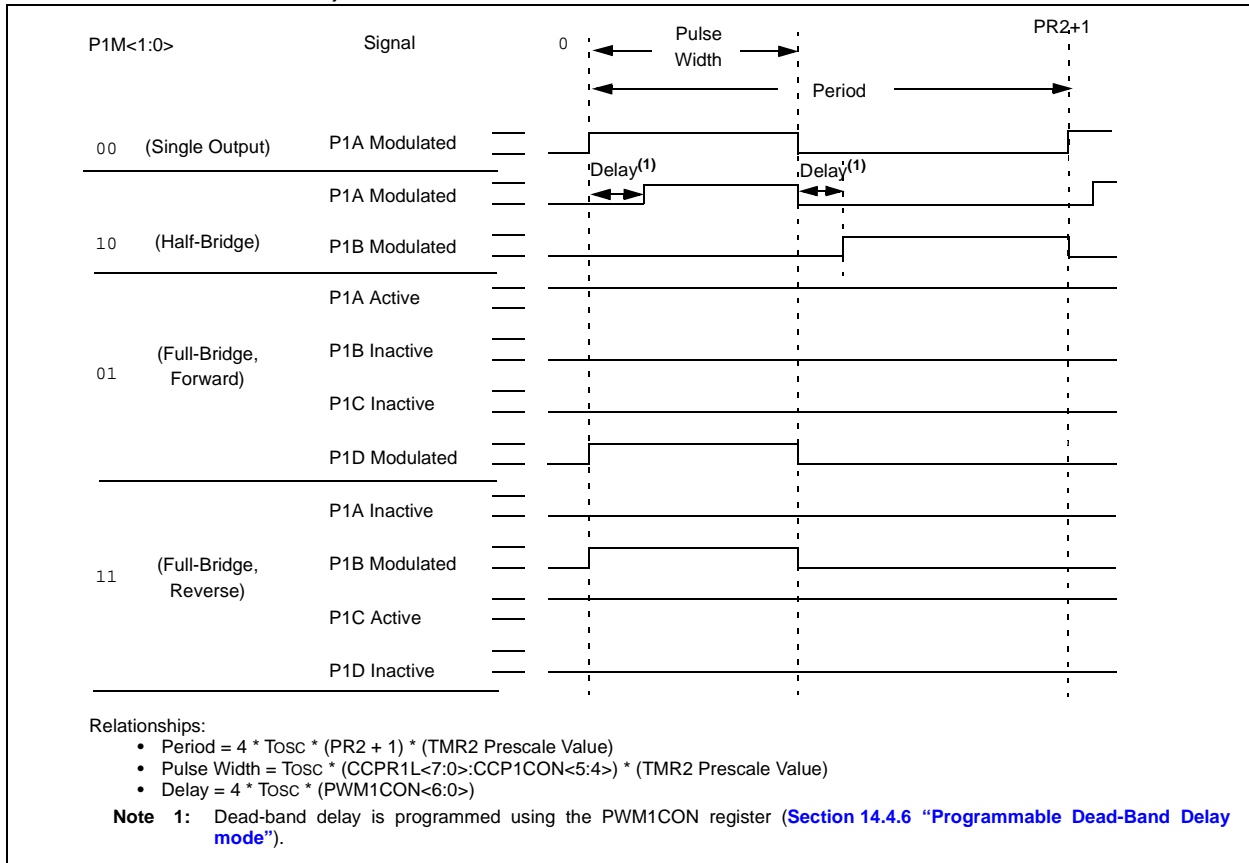 P1M<1:0>
Signal
0
Pulse
Width
PR2+1
Period
00 (Single Output) P1A Modulated
Delay(1)
Delay(1)
P1A Modulated
10 (Half-Bridge) P1B Modulated
P1A Active
(Full-Bridge,
Forward)
01
P1B Inactive
P1C Inactive
P1D Modulated
P1A Inactive
(Full-Bridge,
Reverse)
11
P1B Modulated
P1C Active
P1D Inactive
Relationships:
• Period = 4 * TOSC * (PR2 + 1) * (TMR2 Prescale Value)
• Pulse Width = TOSC * (CCPR1L<7:0>:CCP1CON<5:4>) * (TMR2 Prescale Value)
• Delay = 4 * TOSC * (PWM1CON<6:0>)
Note 1: Dead-band delay is programmed using the PWM1CON register (Section 14.4.6 “Programmable Dead-Band Delay
mode”).